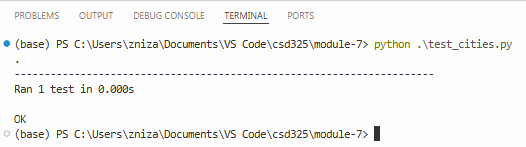 PROBLEMS OUTPUT DEBUG CONSOLE TERMINAL PORTS
(base) PS C:\Users\zniza\Documents\VS Code\csd325\module-7> python .\test_cities.py
.
----------------------------------------------------------------------
Ran 1 test in 0.000s
OK
(base) PS C:\Users\zniza\Documents\VS Code\csd325\module-7>